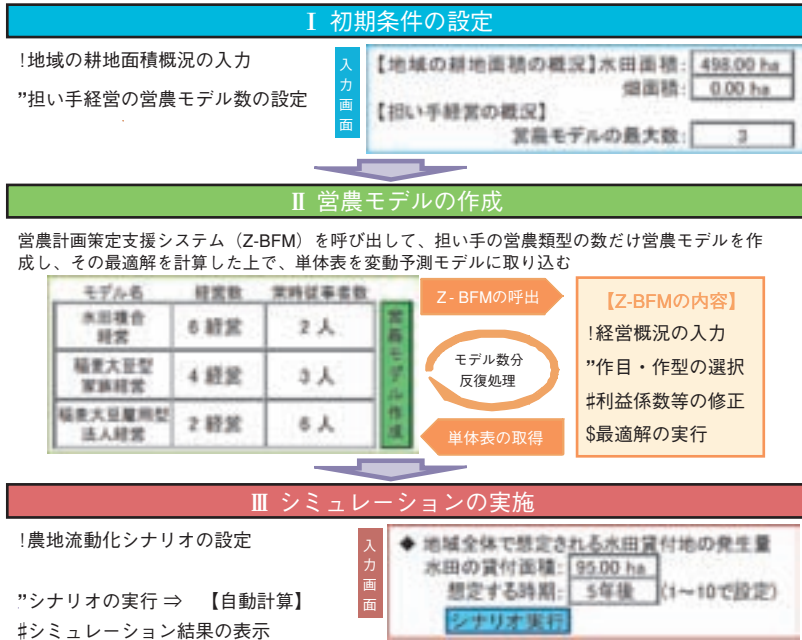 Ⅰ 初期条件の設定
!地域の耕地面積概況の入力
”担い手経営の営農モデル数の設定
入力画面
【地域の耕地面積の概況】水田面積: 498.00 ha
畑面積: 0.00 ha
【担い手経営の概況】
営農モデルの最大数: 3
Ⅱ 営農モデルの作成
営農計画策定支援システム（Z-BFM）を呼び出して、担い手の営農類型の数だけ営農モデルを作
成し、その最適解を計算した上で、単体表を変動予測モデルに取り込む
モデル名 経営数 常時従事者数
水田複合
経営
6 経営 2 人
稲麦大豆型
家族経営
4 経営 3 人
稲麦大豆雇用型
法人経営
2 経営 6 人
営農モデル作成
Z-BFMの呼出
モデル数分
反復処理
単体表の取得
【Z-BFMの内容】
!経営概況の入力
”作目・作型の選択
#利益係数等の修正
$最適解の実行
Ⅲ シミュレーションの実施
!農地流動化シナリオの設定
”シナリオの実行⇒ 【自動計算】
#シミュレーション結果の表示
入力画面
◆ 地域全体で想定される水田貸付地の発生量
水田の貸付面積: 95.00 ha
想定する時期: 5年後 (1～10で設定)
シナリオ実行